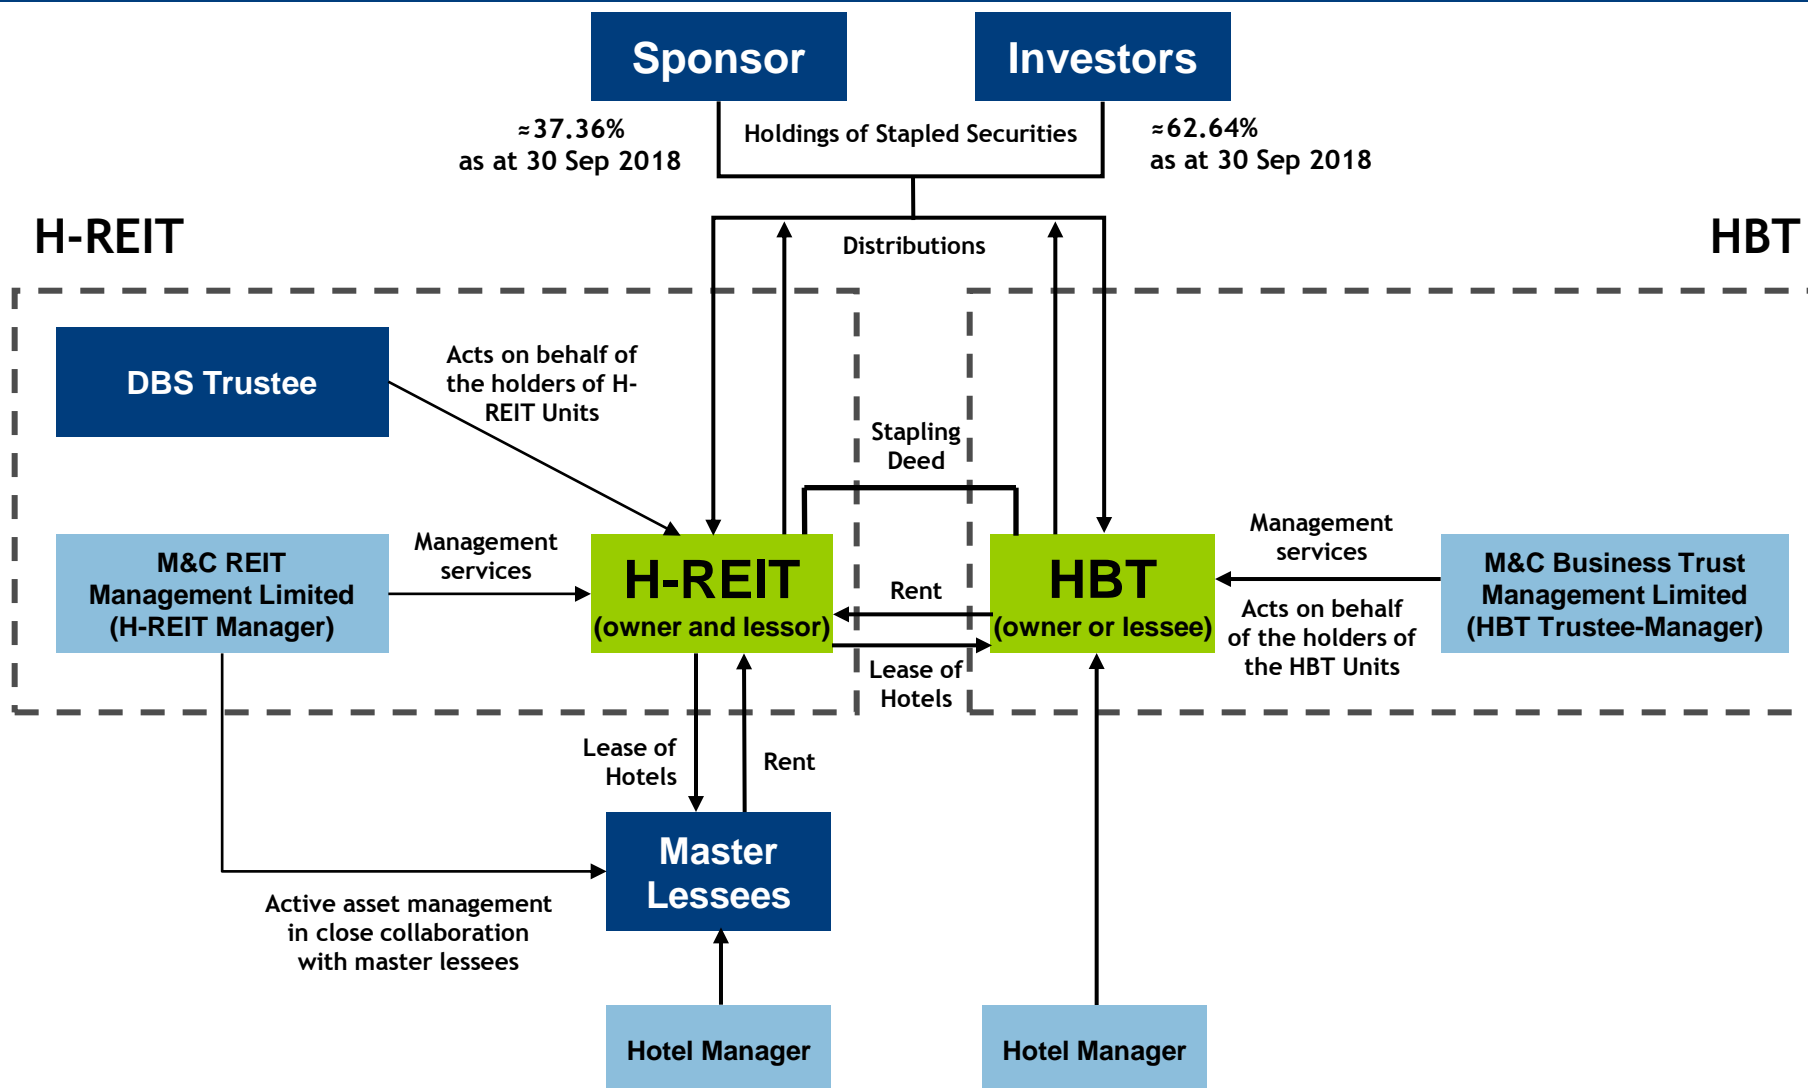 Sponsor
Investors
≈37.36%
as at 30 Sep 2018
Holdings of Stapled Securities
≈62.64%
as at 30 Sep 2018
H-REIT
HBT
Distributions
DBS Trustee
Acts on behalf of
the holders of H-
REIT Units
Stapling
Deed
M&C REIT
Management Limited
(H-REIT Manager)
Management
services
H-REIT
(owner and lessor)
Rent
Lease of
Hotels
HBT
(owner or lessee)
Management
services
Acts on behalf
of the holders of
the HBT Units
M&C Business Trust
Management Limited
(HBT Trustee-Manager)
Lease of
Hotels
Rent
Master
Lessees
Active asset management
in close collaboration
with master lessees
Hotel Manager
Hotel Manager